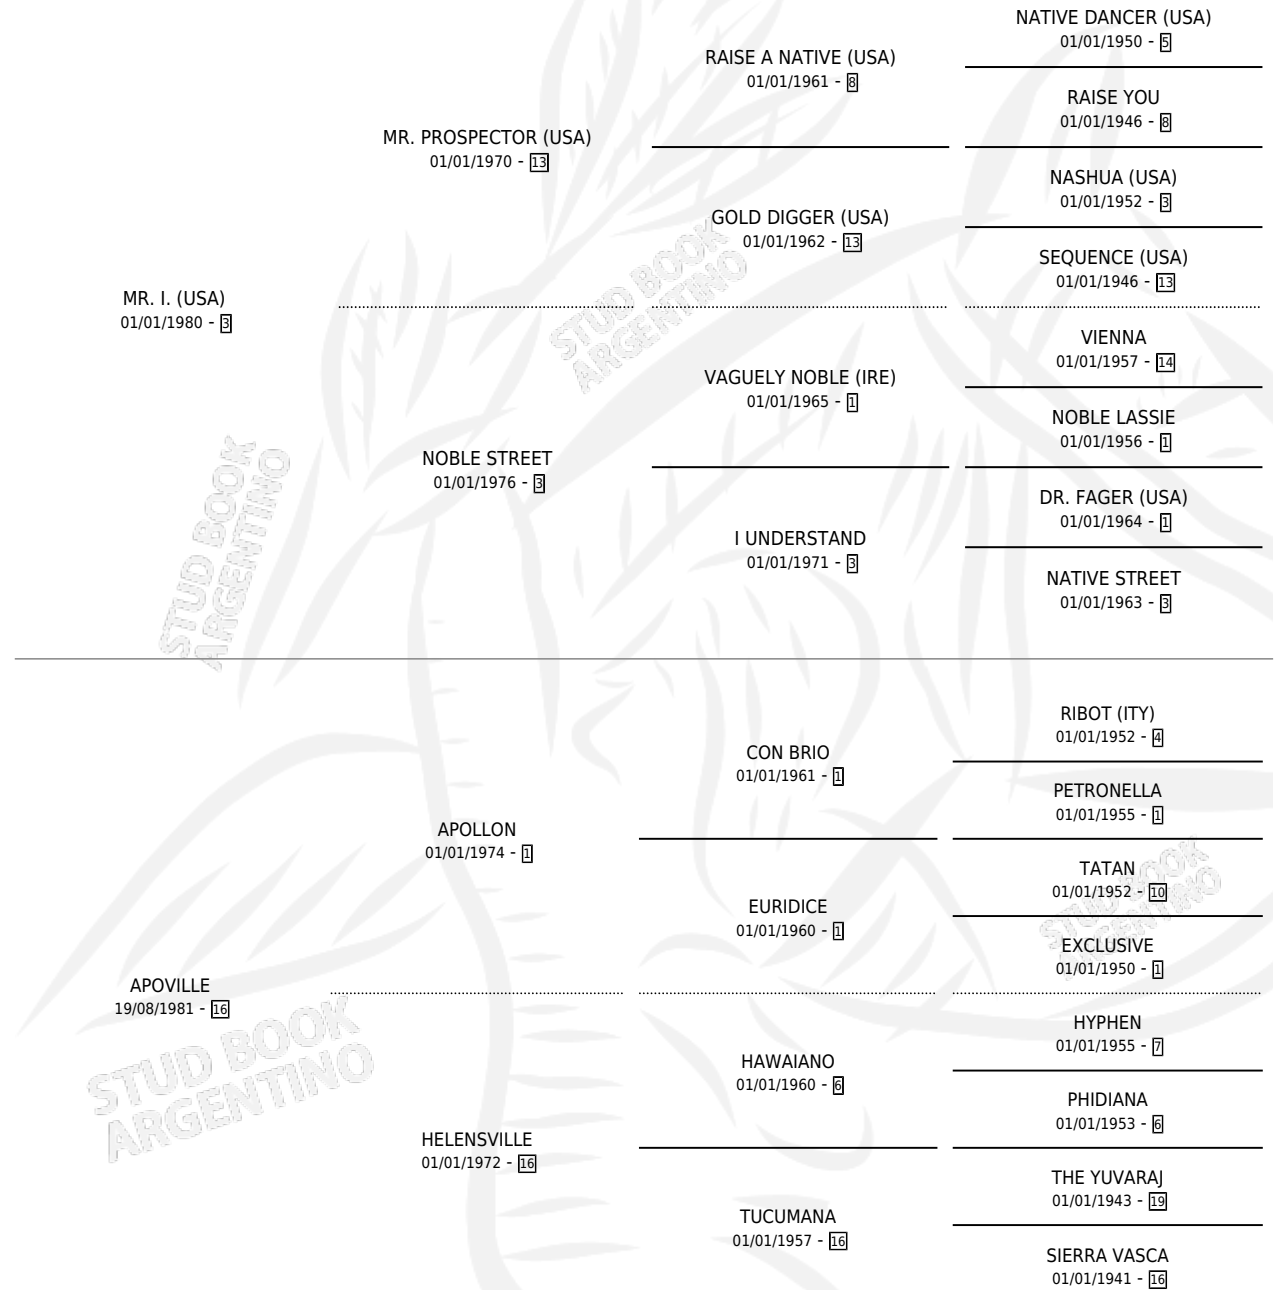 NATIVE DANCER (USA)
01/01/1950 - 5
RAISE A NATIVE (USA)
01/01/1961 - 8
RAISE YOU
01/01/1946 - 8
MR. PROSPECTOR (USA)
01/01/1970 - 13
NASHUA (USA)
01/01/1952 - 3
GOLD DIGGER (USA)
01/01/1962 - 13
SEQUENCE (USA)
01/01/1946 - 13
MR. I. (USA)
01/01/1980 - 3
STUD BOOK
ARGENTINO
VIENNA
01/01/1957 - 14
VAGUELY NOBLE (IRE)
01/01/1965 - 1
NOBLE LASSIE
01/01/1956 - 1
NOBLE STREET
01/01/1976 - 3
DR. FAGER (USA)
01/01/1964 - 1
I UNDERSTAND
01/01/1971 - 3
NATIVE STREET
01/01/1963 - 3
STUD BOOK
ARGENTINO
RIBOT (ITY)
01/01/1952 - 4
CON BRIO
01/01/1961 - 1
PETRONELLA
01/01/1955 - 1
APOLLON
01/01/1974 - 1
TATAN
01/01/1952 - 10
EURIDICE
01/01/1960 - 1
EXCLUSIVE
01/01/1950 - 1
STUD BOOK
ARGENTINO
APOVILLE
19/08/1981 - 16
HYPHEN
01/01/1955 - 7
HAWAIANO
01/01/1960 - 6
PHIDIANA
01/01/1953 - 6
STUD BOOK
ARGENTINO
HELENSVILLE
01/01/1972 - 16
THE YUVARAJ
01/01/1943 - 19
TUCUMANA
01/01/1957 - 16
SIERRA VASCA
01/01/1941 - 16